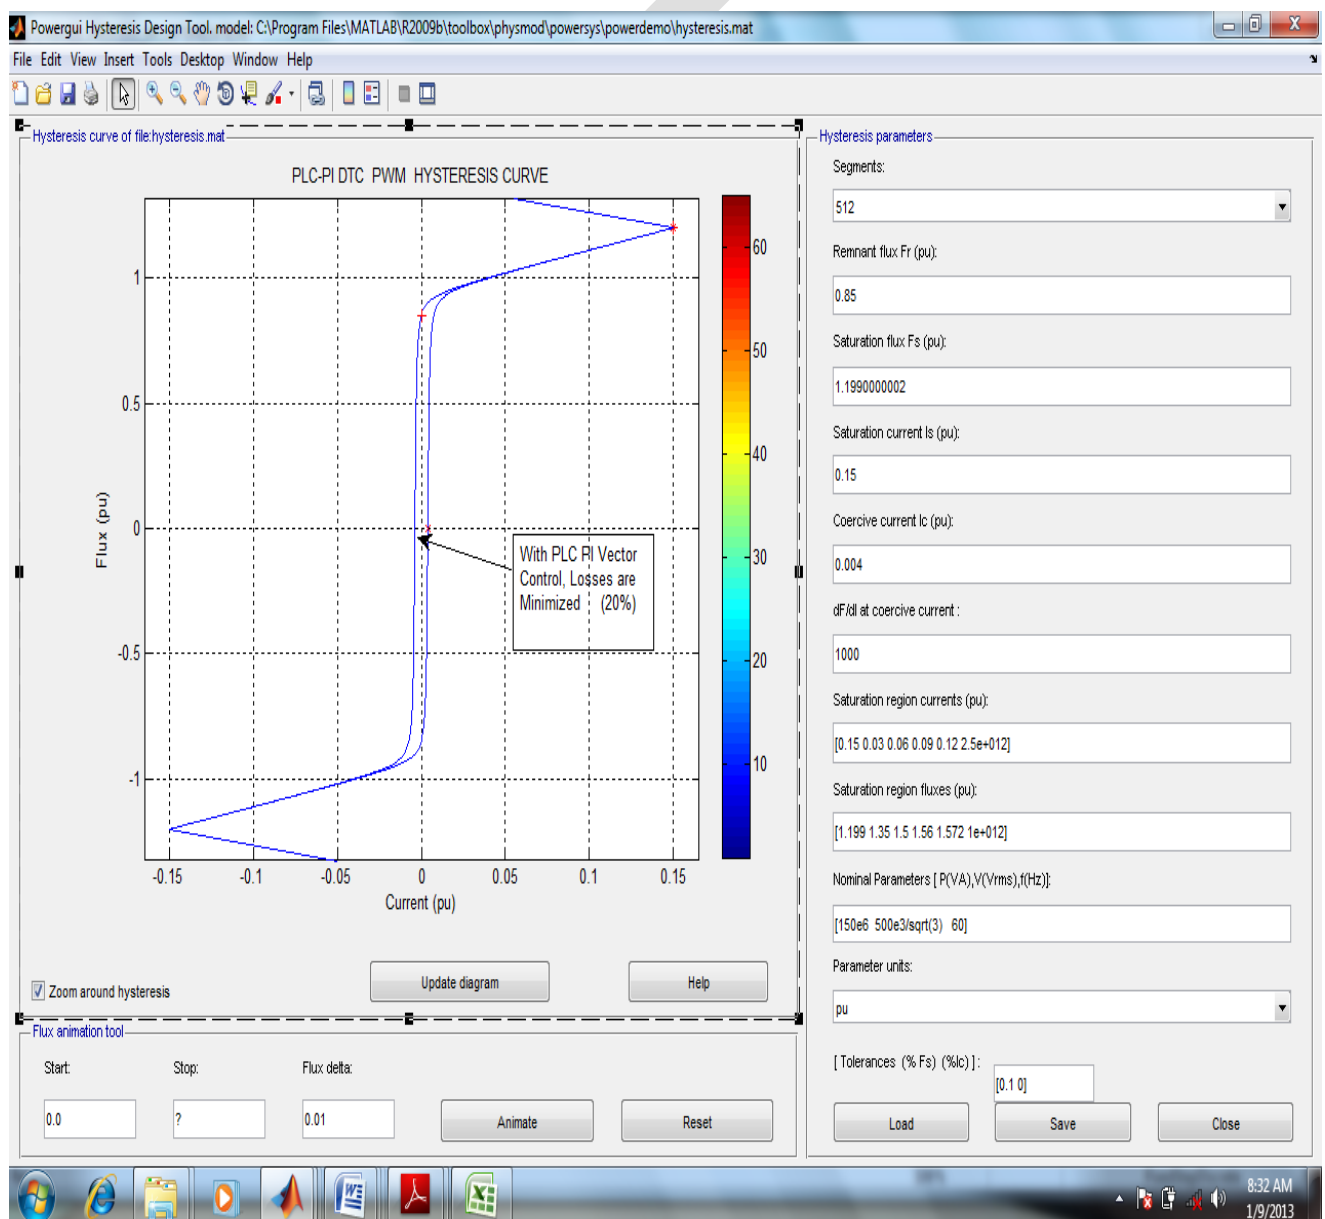 Powergui Hysteresis Design Tool. model: C:\Program Files\MATLAB\R2009b\toolbox\physmod\powersys\powerdemo\hysteresis.mat
File Edit View Insert Tools Desktop Window Help
Hysteresis curve of file:hysteresis.mat
PLC-PI DTC PWM HYSTERESIS CURVE
1
0.5
0
-0.5
-1
Flux (pu)
-0.15 -0.1 -0.05 0 0.05 0.1 0.15
Current (pu)
With PLC PI Vector
Control, Losses are
Minimized (20%)
60
50
40
30
20
10
Zoom around hysteresis
Update diagram
Help
Flux animation tool
Start: Stop: Flux delta:
0.0 ? 0.01 Animate Reset
Hysteresis parameters
Segments:
512
Remnant flux Fr (pu):
0.85
Saturation flux Fs (pu):
1.1990000002
Saturation current Is (pu):
0.15
Coercive current Ic (pu):
0.004
dF/dI at coercive current :
1000
Saturation region currents (pu):
[0.15 0.03 0.06 0.09 0.12 2.5e+012]
Saturation region fluxes (pu):
[1.199 1.35 1.5 1.56 1.572 1e+012]
Nominal Parameters [ P(VA),V(Vrms),f(Hz)]:
[150e6 500e3/sqrt(3) 60]
Parameter units:
pu
[ Tolerances (% Fs) (%Ic) ] :
[0.1 0]
Load Save Close
8:32 AM
1/9/2013